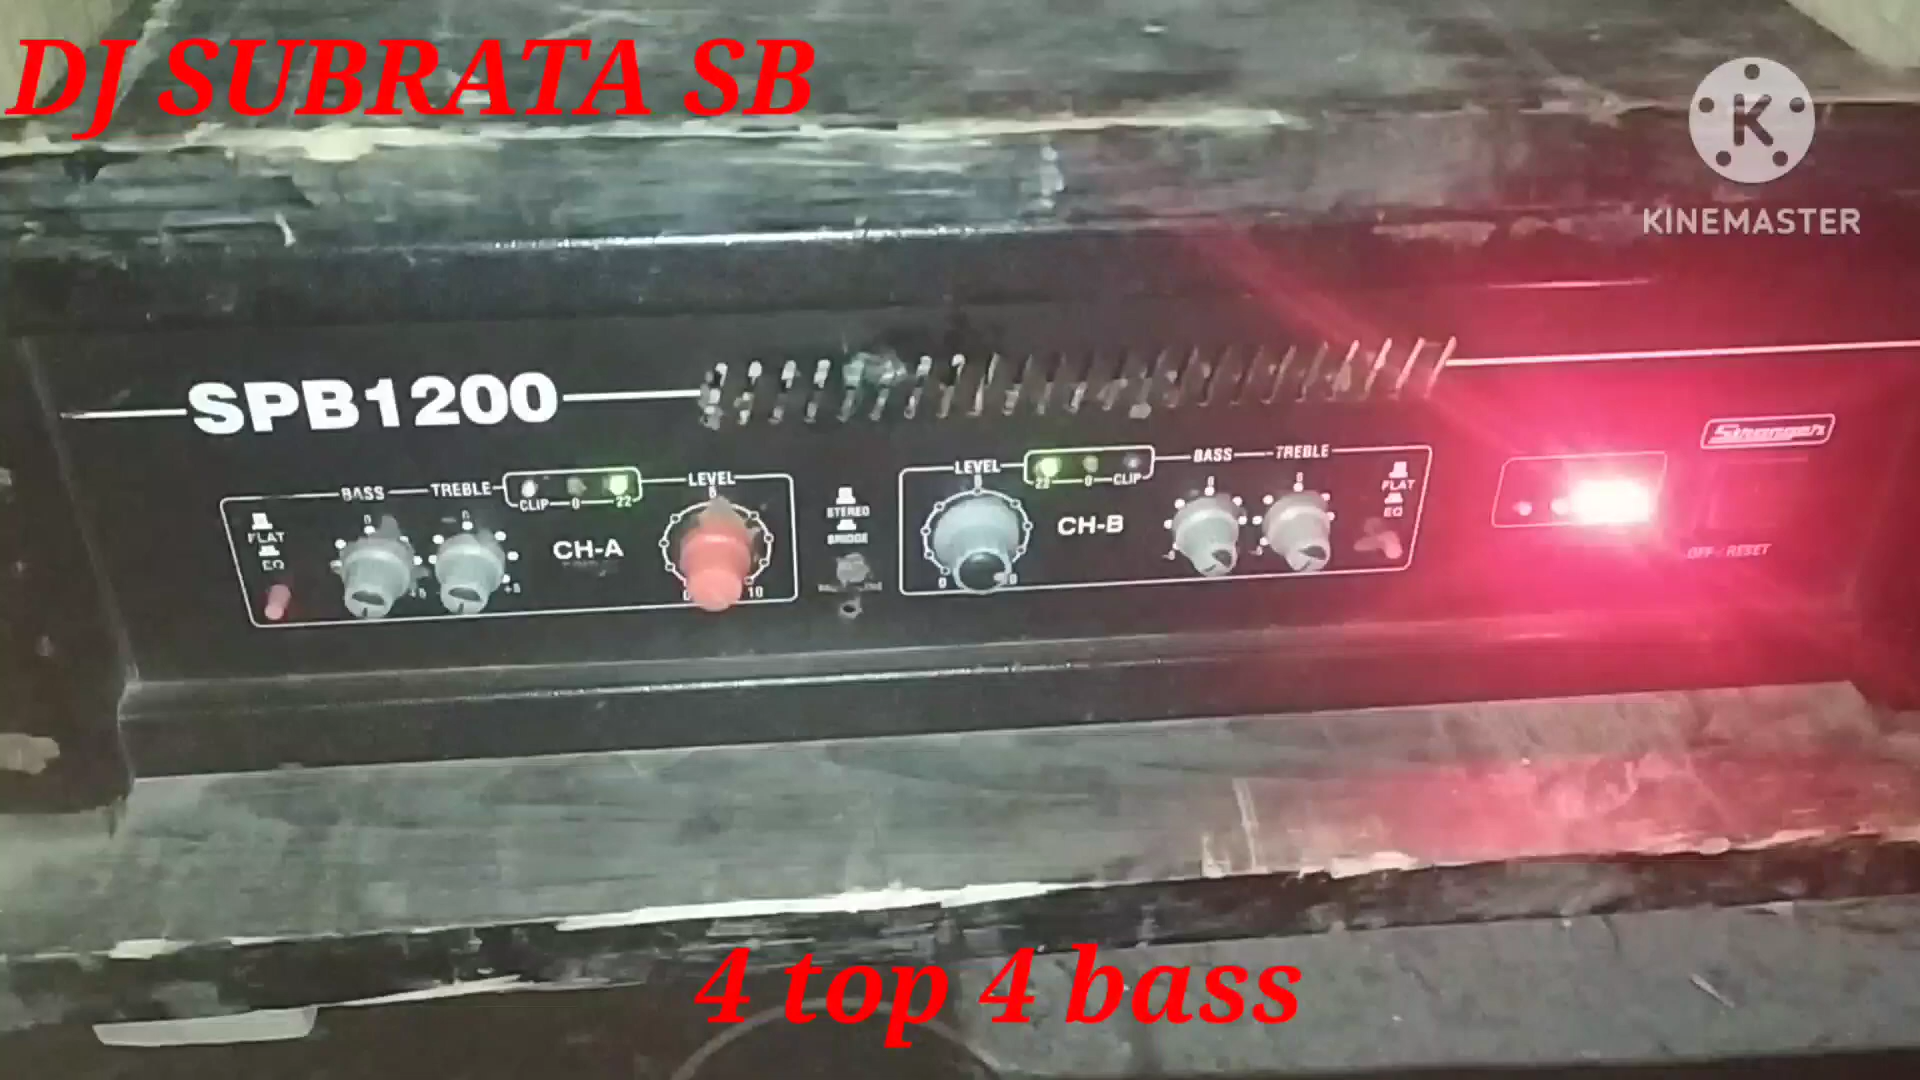 DJ SUBRATA SB
K
KINEMASTER
SPB1200
Stranger
BASS TREBLE
CLIP 0 22
LEVEL
FLAT
EQ
CH-A
10
STEREO
BRIDGE
LEVEL
22 0 CLIP
BASS TREBLE
CH-B
FLAT
EQ
OFF - RESET
4 top 4 bass